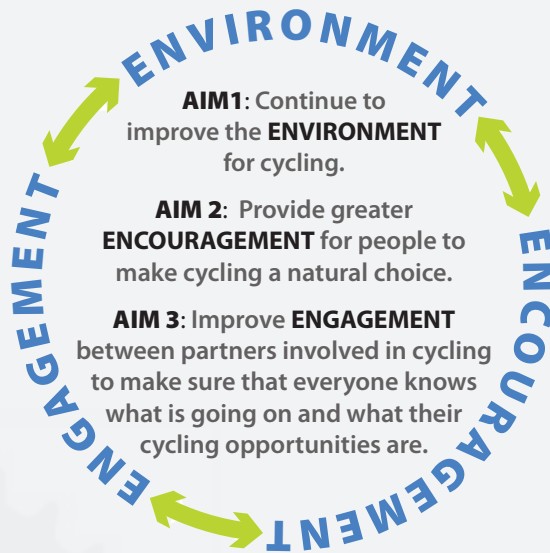 ENVIRONMENT
AIM1: Continue to
improve the ENVIRONMENT
for cycling.
AIM 2: Provide greater
ENCOURAGEMENT for people to
make cycling a natural choice.
AIM 3: Improve ENGAGEMENT
between partners involved in cycling
to make sure that everyone knows
what is going on and what their
cycling opportunities are.
ENCOURAGEMENT
ENGAGEMENT